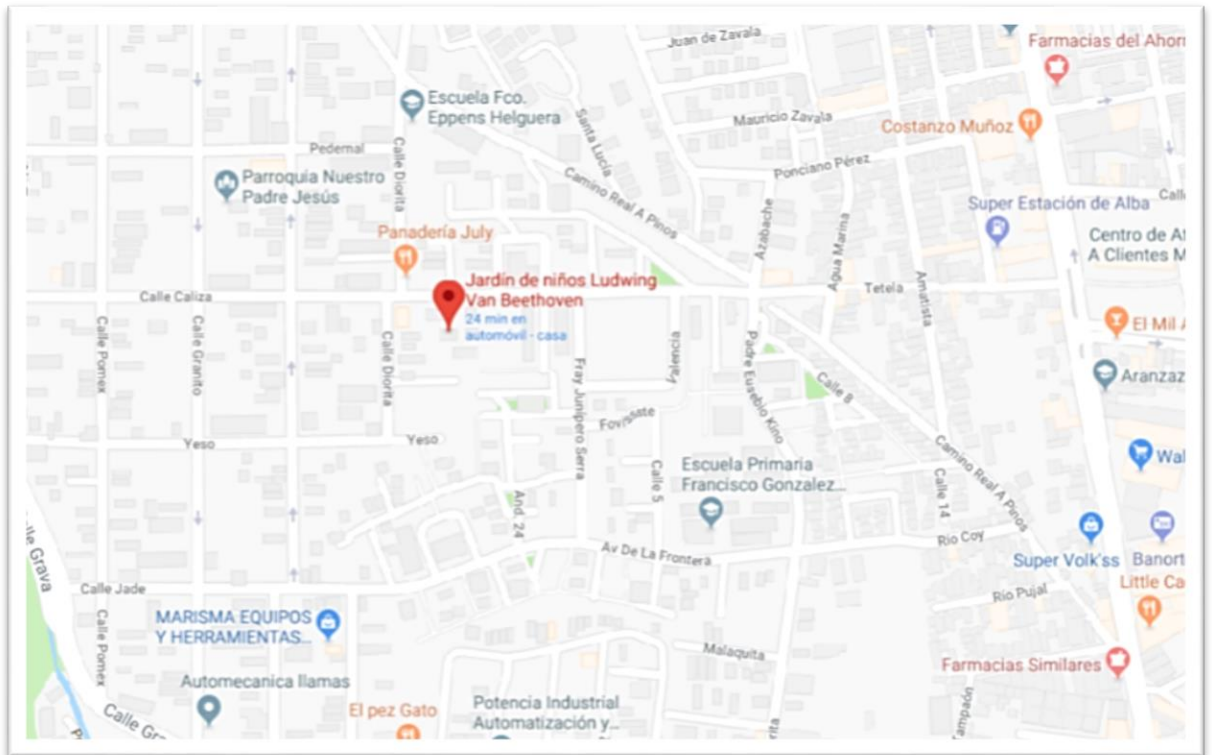 Juan de Zavala
Farmacias del Ahorr
Escuela Fco.
Eppens Helguera
Santa Lucía
Mauricio Zavala
Costanzo Muñoz
Pedernal
Calle Diorita
Ponciano Pérez
Parroquia Nuestro
Padre Jesús
Camino Real A Pinos
Calle
Super Estación de Alba
Azabache
Adria Marina
Panadería July
Centro de At
A Clientes M
Jardín de niños Ludwing
Van Beethoven
24 min en
automóvil - casa
Calle Caliza
Tetela
Amatista
Calle Pomex
Calle Granito
Calle Diorita
El Mil A
Fray Junípero Serra
Padre Eusebio Kino
Calle 8
Aranzaz
Yeso
Yeso
Camino Real A Pinos
Wal
Escuela Primaria
Francisco Gonzalez...
Calle 5
Calle 14
And. 24
Av De La Frontera
Río Coy
Super Volk'ss
Banort
lle Grava
Calle Jade
Río Pujal
Little Ca
MARISMA EQUIPOS
Y HERRAMIENTAS...
Calle Pomex
Malaquita
Farmacias Similares
Automecanica llamas
El pez Gato
Potencia Industrial
Automatización y...
Calle Gr
Tampaón